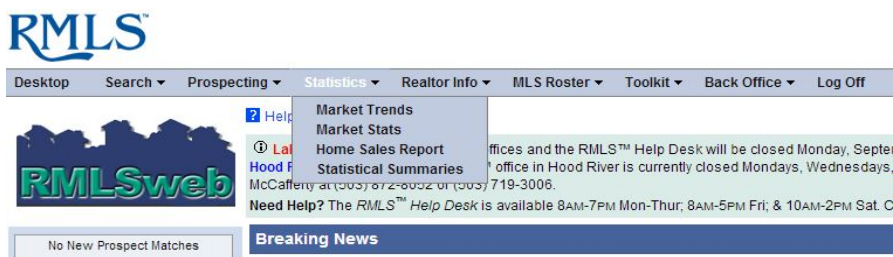 RMLS™
Desktop Search Prospecting Statistics Realtor Info MLS Roster Toolkit Back Office Log Off
Help
Market Trends
Market Stats
Home Sales Report
Statistical Summaries
ffices and the RMLS™ Help Desk will be closed Monday, Septe
Hood office in Hood River is currently closed Mondays, Wednesdays,
McCafferty at (503) 872-8052 or (503) 719-3006.
Need Help? The RMLS™ Help Desk is available 8AM-7PM Mon-Thur; 8AM-5PM Fri; & 10AM-2PM Sat.
RMLSweb
No New Prospect Matches
Breaking News